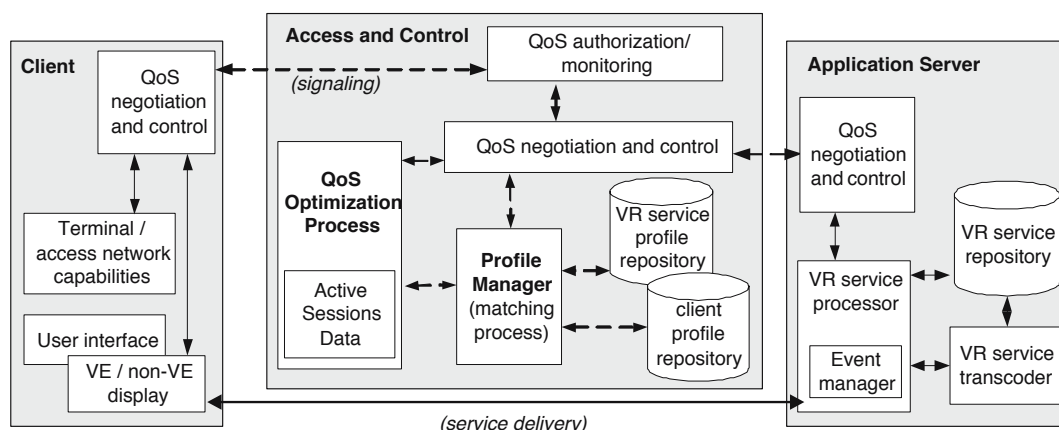 Client
QoS
negotiation
and control
Terminal /
access network
capabilities
User interface
VE / non-VE
display
(signaling)
Access and Control
QoS authorization/
monitoring
QoS negotiation and control
QoS
Optimization
Process
Active
Sessions
Data
Profile
Manager
(matching
process)
VR service
profile
repository
client
profile
repository
(service delivery)
Application Server
QoS
negotiation
and control
VR service
processor
Event
manager
VR service
repository
VR service
transcoder